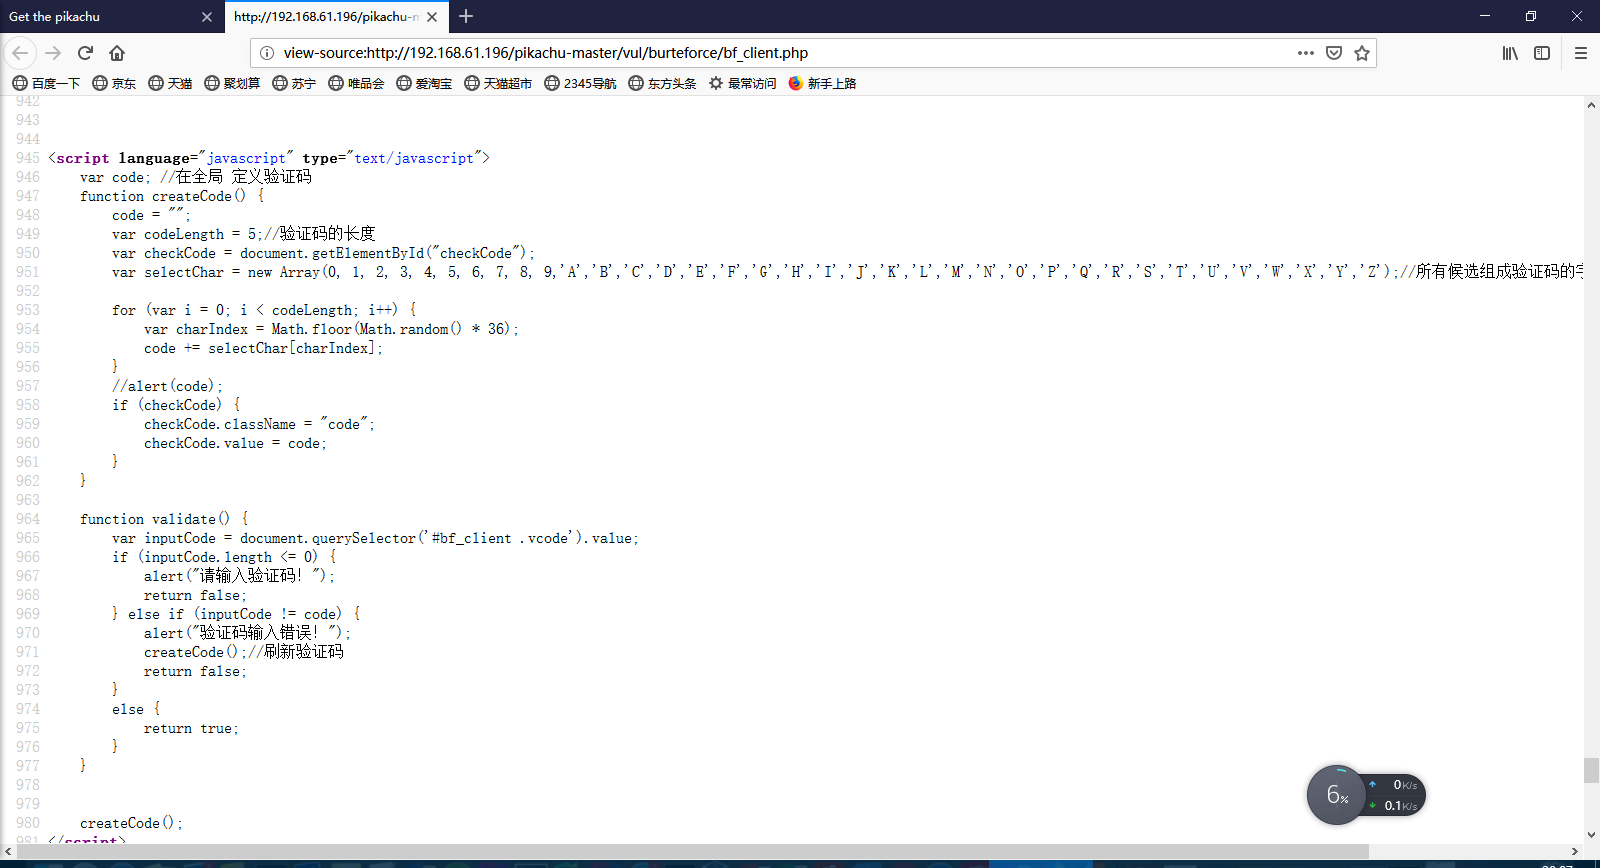 Get the pikachu
http://192.168.61.196/pikachu-m
view-source:http://192.168.61.196/pikachu-master/vul/burteforce/bf_client.php
百度一下 京东 天猫 聚划算 苏宁 唯品会 爱淘宝 天猫超市 2345导航 东方头条 最常访问 新手上路
942
943
944
945 <script language="javascript" type="text/javascript">
946 var code; //在全局 定义验证码
947 function createCode() {
948 code = "";
949 var codeLength = 5;//验证码的长度
950 var checkCode = document.getElementById("checkCode");
951 var selectChar = new Array(0, 1, 2, 3, 4, 5, 6, 7, 8, 9,'A','B','C','D','E','F','G','H','I','J','K','L','M','N','O','P','Q','R','S','T','U','V','W','X','Y','Z');//所有候选组成验证码的字
952
953 for (var i = 0; i < codeLength; i++) {
954 var charIndex = Math.floor(Math.random() * 36);
955 code += selectChar[charIndex];
956 }
957 //alert(code);
958 if (checkCode) {
959 checkCode.className = "code";
960 checkCode.value = code;
961 }
962 }
963
964 function validate() {
965 var inputCode = document.querySelector('#bf_client .vcode').value;
966 if (inputCode.length <= 0) {
967 alert("请输入验证码！");
968 return false;
969 } else if (inputCode != code) {
970 alert("验证码输入错误！");
971 createCode();//刷新验证码
972 return false;
973 }
974 else {
975 return true;
976 }
977 }
978
979
980 createCode();
981 </script>
6%
0K/s
0.1K/s